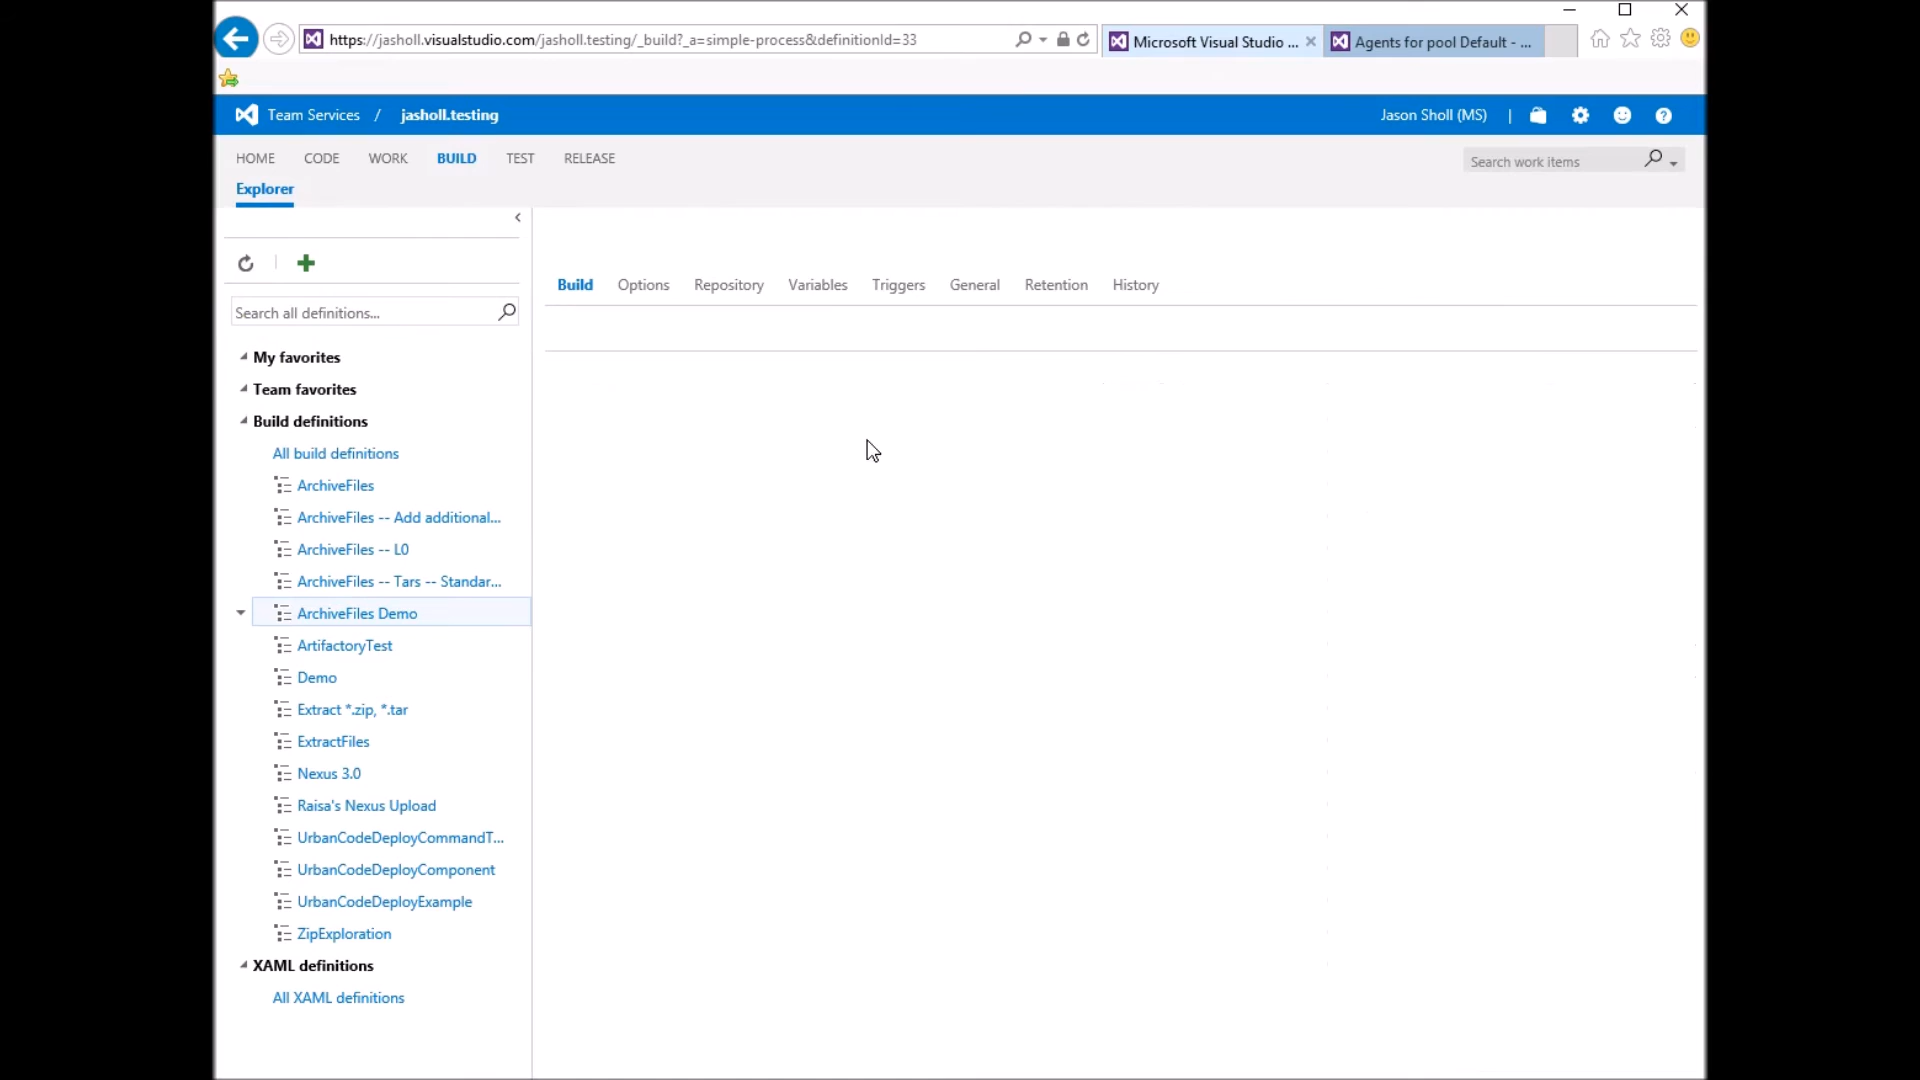 https://jasholl.visualstudio.com/jasholl.testing/_build?_a=simple-process&definitionId=33
Microsoft Visual Studio ...
Agents for pool Default - ...
Team Services / jasholl.testing
Jason Sholl (MS) |
HOME CODE WORK BUILD TEST RELEASE
Search work items
Explorer
Search all definitions...
Build Options Repository Variables Triggers General Retention History
My favorites
Team favorites
Build definitions
All build definitions
ArchiveFiles
ArchiveFiles -- Add additional...
ArchiveFiles -- L0
ArchiveFiles -- Tars -- Standar...
ArchiveFiles Demo
ArtifactoryTest
Demo
Extract *.zip, *.tar
ExtractFiles
Nexus 3.0
Raisa's Nexus Upload
UrbanCodeDeployCommandT...
UrbanCodeDeployComponent
UrbanCodeDeployExample
ZipExploration
XAML definitions
All XAML definitions